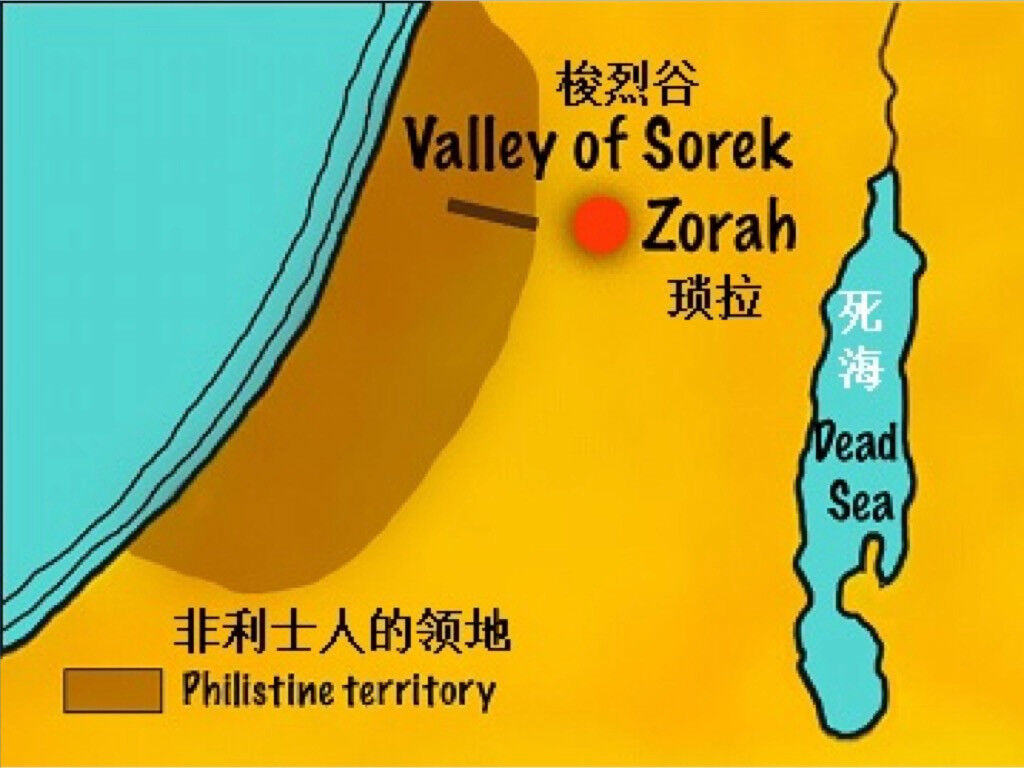 梭烈谷
Valley of Sorek
Zorah
琐拉
死
海
Dead
Sea
非利士人的领地
Philistine territory